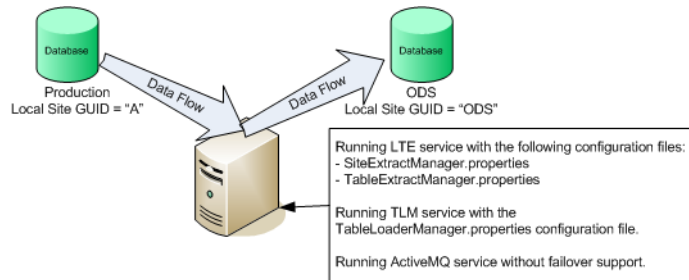 Database
Database
Data Flow
Data Flow
Production
Local Site GUID = “A”
ODS
Local Site GUID = “ODS”
Running LTE service with the following configuration files:
- SiteExtractManager.properties
- TableExtractManager.properties
Running TLM service with the
TableLoaderManager.properties configuration file.
Running ActiveMQ service without failover support.